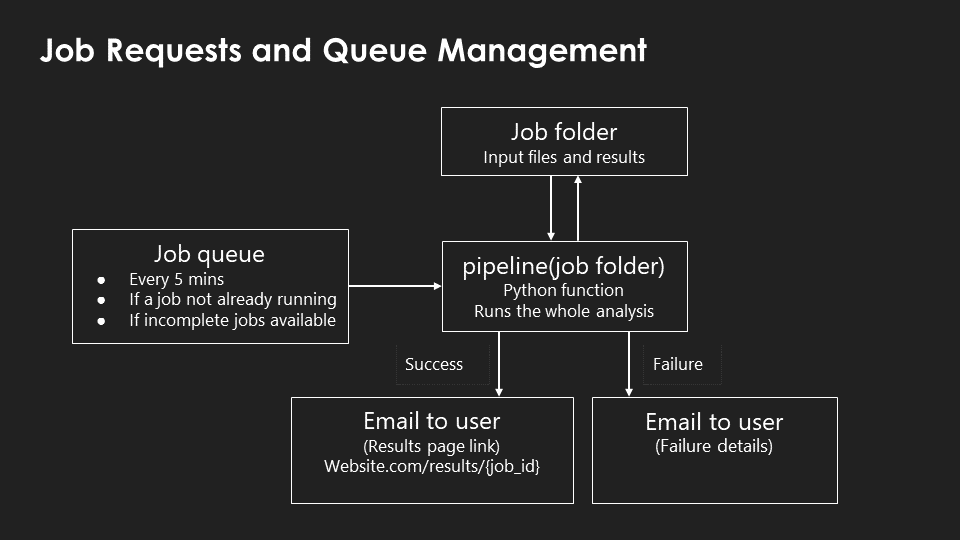 Job Requests and Queue Management
Job folder
Input files and results
Job queue
● Every 5 mins
● If a job not already running
● If incomplete jobs available
pipeline(job folder)
Python function
Runs the whole analysis
Success
Failure
Email to user
(Results page link)
Website.com/results/{job_id}
Email to user
(Failure details)